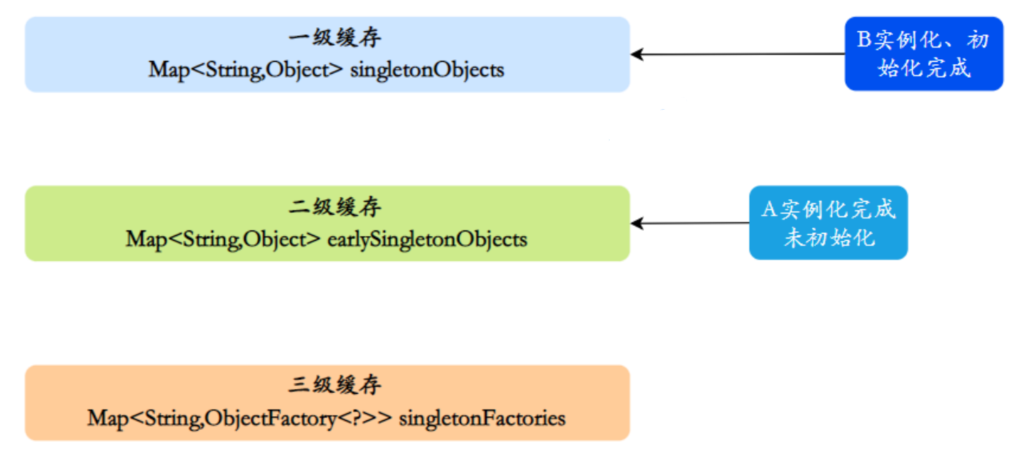 一级缓存
Map<String,Object> singletonObjects
B实例化、初
始化完成
二级缓存
Map<String,Object> earlySingletonObjects
A实例化完成
未初始化
三级缓存
Map<String,ObjectFactory<?>> singletonFactories